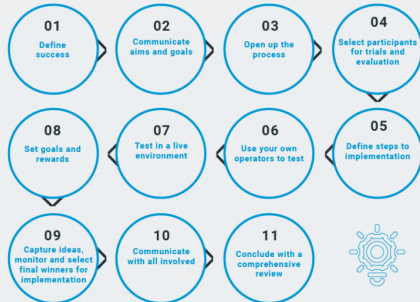 01
Define
success
02
Communicate
aims and goals
03
Open up the
process
04
Select participants
for trials and
evaluation
05
Define steps to
implementation
06
Use your own
operators to test
07
Test in a live
environment
08
Set goals and
rewards
09
Capture ideas,
monitor and select
final winners for
implementation
10
Communicate
with all involved
11
Conclude with a
comprehensive
review